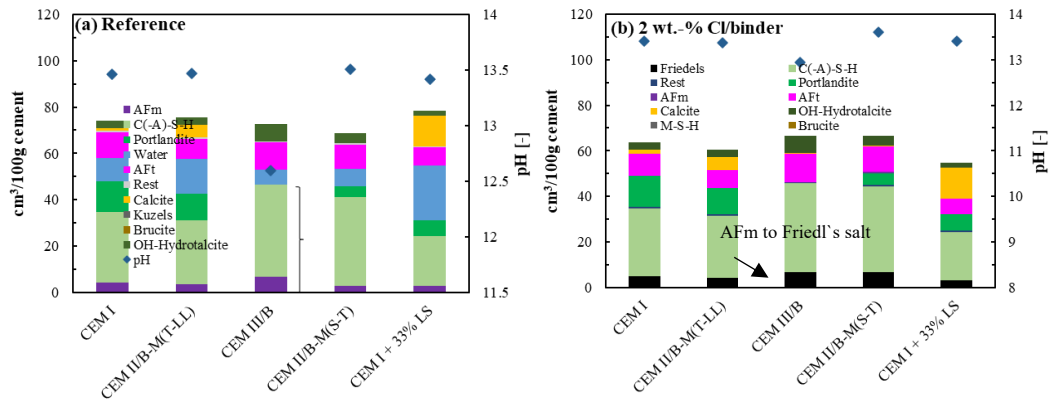 (a) Reference
120
100
80
60
40
20
0
cm³/100g cement
14
13.5
13
12.5
12
11.5
pH [-]
AFm
C(-A)-S-H
Portlandite
Water
AFt
Rest
Calcite
Kuzels
Brucite
OH-Hydrotalcite
pH
CEM I
CEM II/B-M(T-LL)
CEM III/B
CEM II/B-M(S-T)
CEM I + 33% LS
(b) 2 wt.-% Cl/binder
120
100
80
60
40
20
0
cm³/100g cement
14
13
12
11
10
9
8
pH [-]
Friedels C(-A)-S-H
Rest Portlandite
AFm AFt
Calcite OH-Hydrotalcite
M-S-H Brucite
AFm to Friedl`s salt
CEM I
CEM II/B-M(T-LL)
CEM III/B
CEM II/B-M(S-T)
CEM I + 33% LS